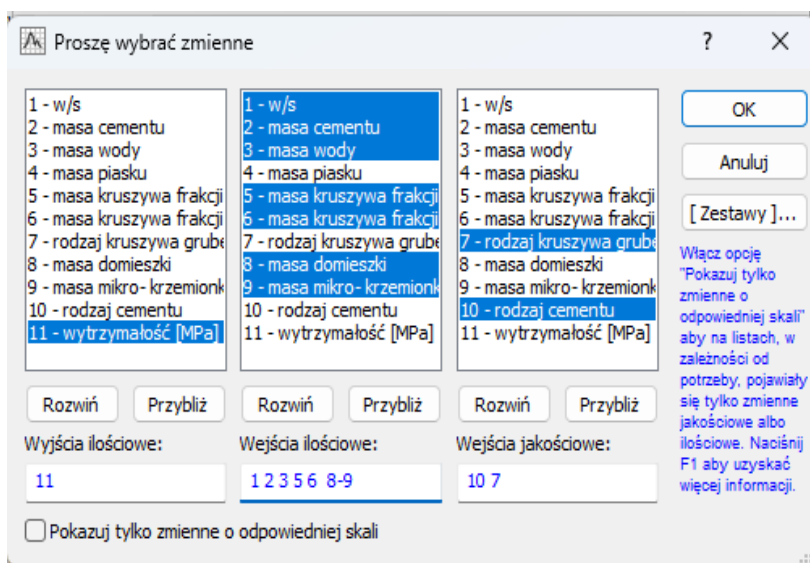 Proszę wybrać zmienne
?
1 - w/s
2 - masa cementu
3 - masa wody
4 - masa piasku
5 - masa kruszywa frakcji
6 - masa kruszywa frakcji
7 - rodzaj kruszywa grube
8 - masa domieszki
9 - masa mikro- krzemionk
10 - rodzaj cementu
11 - wytrzymałość [MPa]
1 - w/s
2 - masa cementu
3 - masa wody
4 - masa piasku
5 - masa kruszywa frakcji
6 - masa kruszywa frakcji
7 - rodzaj kruszywa grube
8 - masa domieszki
9 - masa mikro- krzemionk
10 - rodzaj cementu
11 - wytrzymałość [MPa]
1 - w/s
2 - masa cementu
3 - masa wody
4 - masa piasku
5 - masa kruszywa frakcji
6 - masa kruszywa frakcji
7 - rodzaj kruszywa grube
8 - masa domieszki
9 - masa mikro- krzemionk
10 - rodzaj cementu
11 - wytrzymałość [MPa]
OK
Anuluj
[ Zestawy ]...
Włącz opcję
"Pokazuj tylko
zmienne o
odpowiedniej skali"
aby na listach, w
zależności od
potrzeby, pojawiały
się tylko zmienne
jakościowe albo
ilościowe. Naciśnij
F1 aby uzyskać
więcej informacji.
Rozwiń Przybliż Rozwiń Przybliż Rozwiń Przybliż
Wyjścia ilościowe: Wejścia ilościowe: Wejścia jakościowe:
11 1 2 3 5 6 8-9 10 7
Pokazuj tylko zmienne o odpowiedniej skali